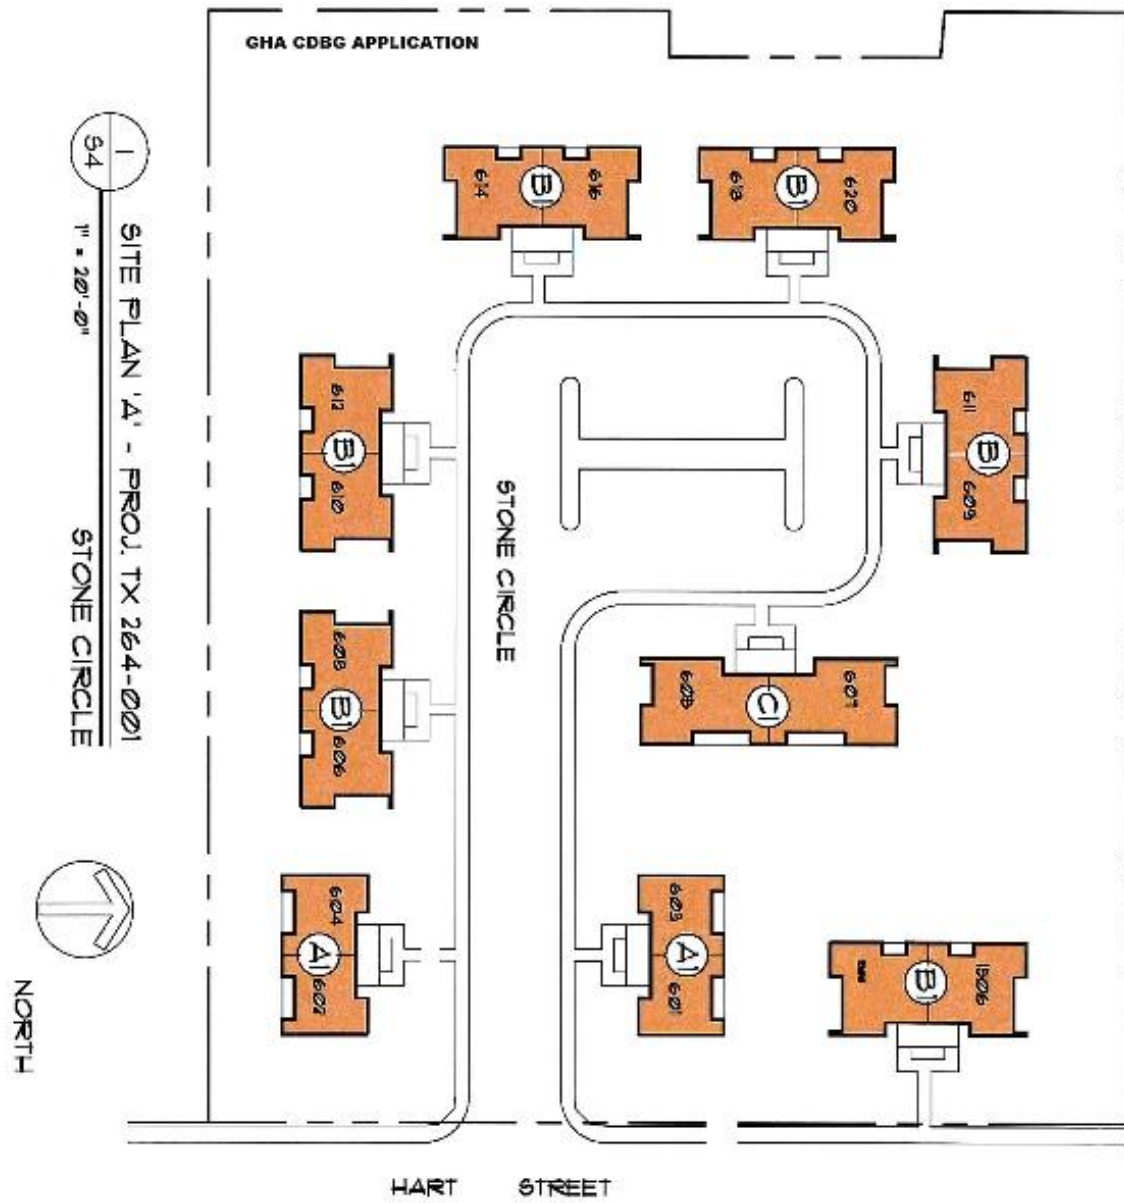 GHA CDBG APPLICATION
1
S4
SITE PLAN 'A' - PROJ. TX 264-001
1" = 20'-0"
STONE CIRCLE
614
B1
616
618
B1
620
612
B1
610
611
B1
609
STONE CIRCLE
608
B1
606
C1
607
604
A1
602
603
A1
601
B1
1506
NORTH
HART STREET